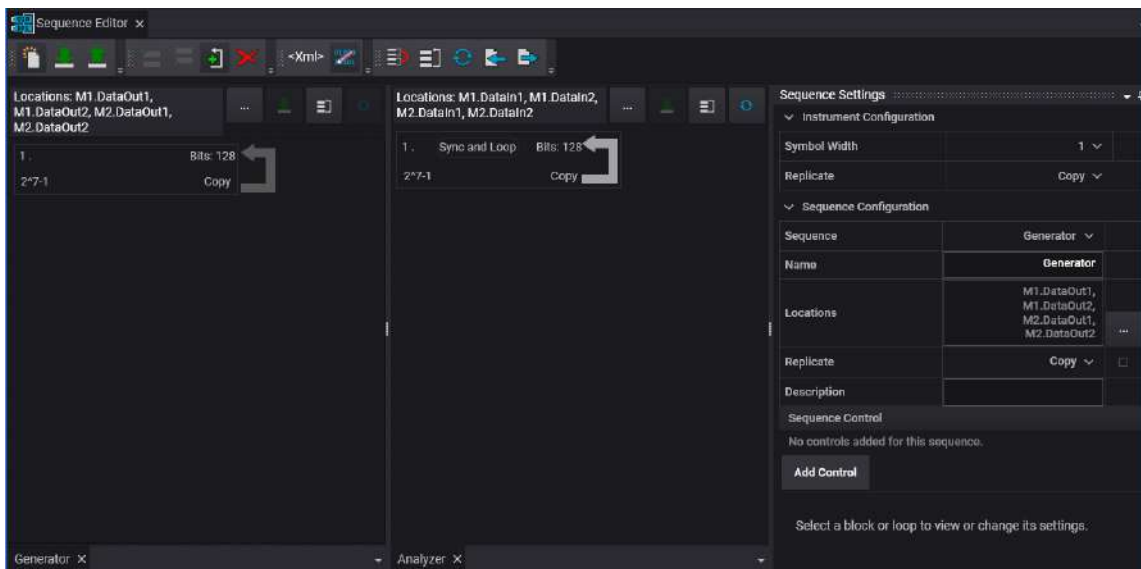 Sequence Editor ×
<Xml>
Locations: M1.DataOut1,
M1.DataOut2, M2.DataOut1,
M2.DataOut2
...
1 .
Bits: 128
2^7-1
Copy
Generator ×
Locations: M1.DataIn1, M1.DataIn2,
M2.DataIn1, M2.DataIn2
...
1 .
Sync and Loop
Bits: 128
2^7-1
Copy
Analyzer ×
Sequence Settings
Instrument Configuration
Symbol Width
1
Replicate
Copy
Sequence Configuration
Sequence
Generator
Name
Generator
Locations
M1.DataOut1,
M1.DataOut2,
M2.DataOut1,
M2.DataOut2
...
Replicate
Copy
Description
Sequence Control
No controls added for this sequence.
Add Control
Select a block or loop to view or change its settings.